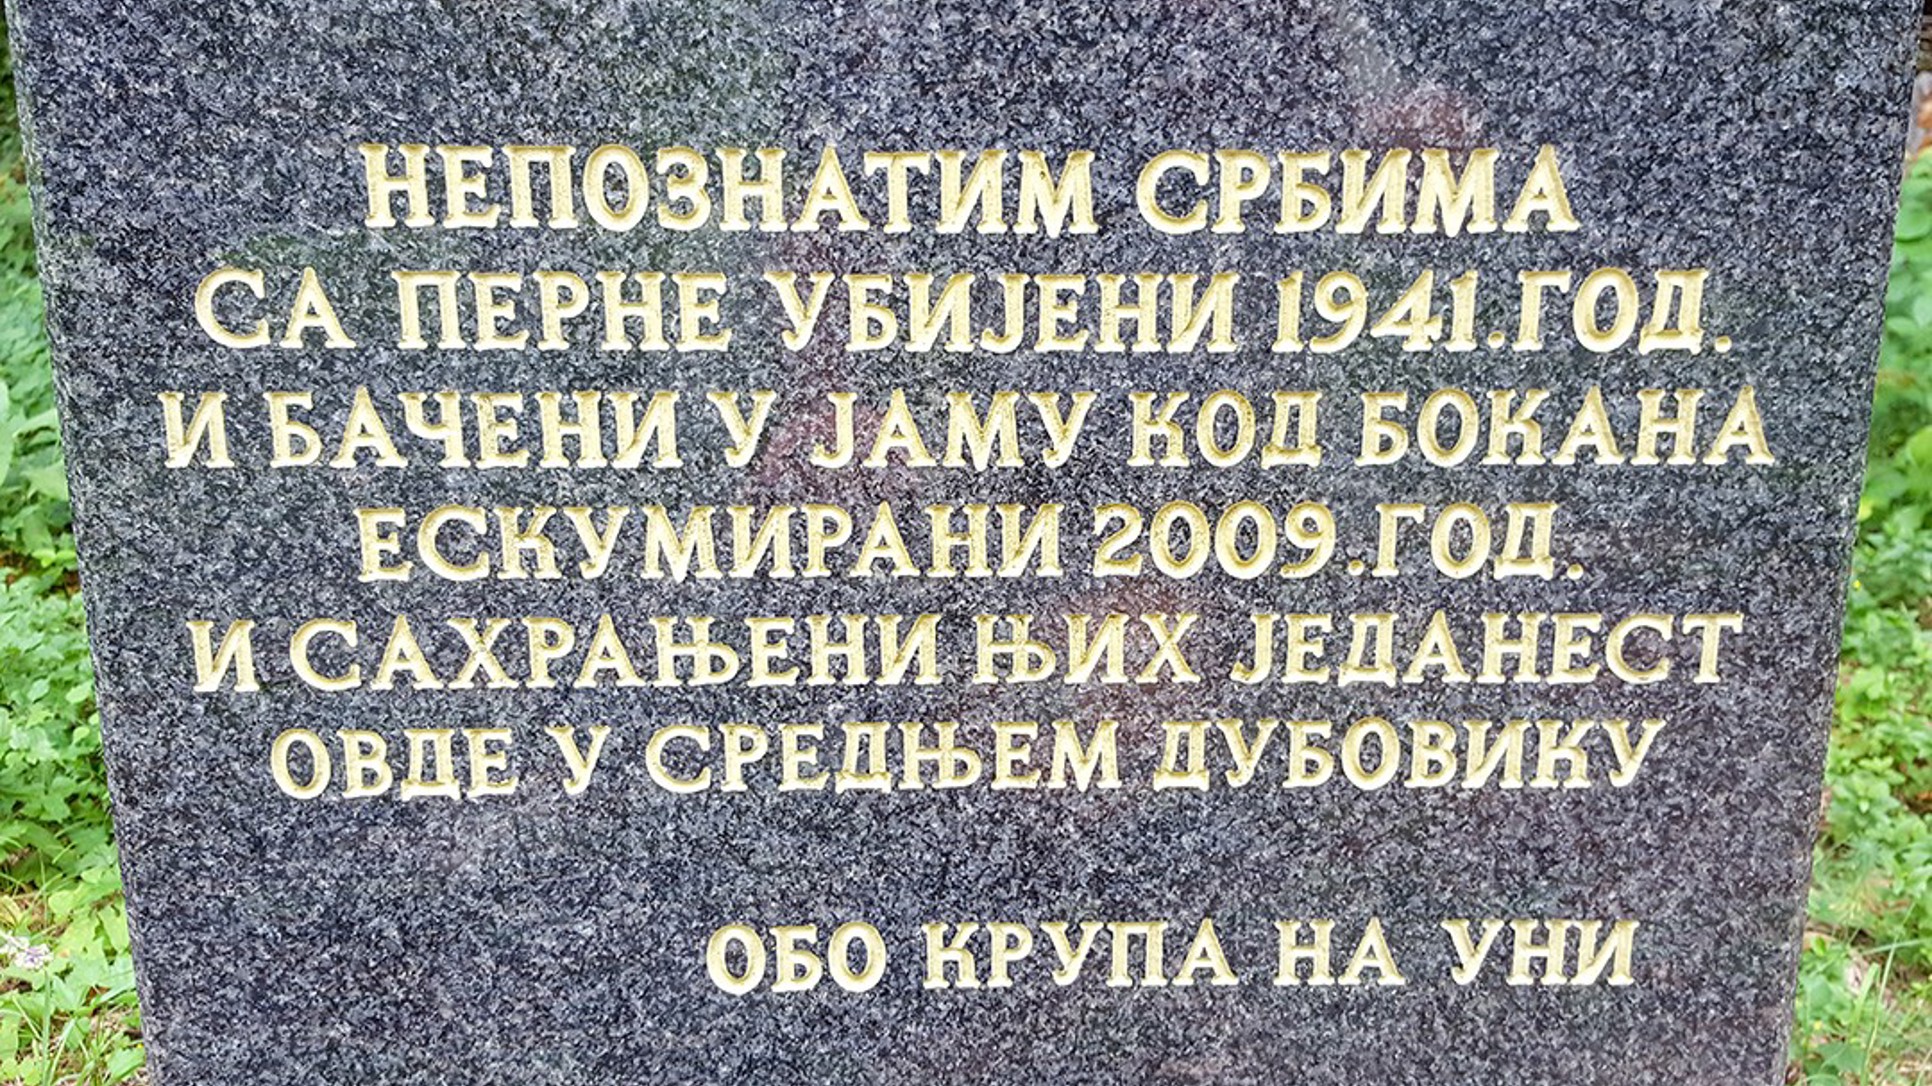 НЕПОЗНАТИМ СРБИМА
СА ПЕРНЕ УБИЈЕНИ 1941.ГОД.
И БАЧЕНИ У ЈАМУ КОД БОКАНА
ЕСКУМИРАНИ 2009.ГОД.
И САХРАЊЕНИ ЊИХ ЈЕДАНЕСТ
ОВДЕ У СРЕДЊЕМ ДУБОВИКУ
ОБО КРУПА НА УНИ